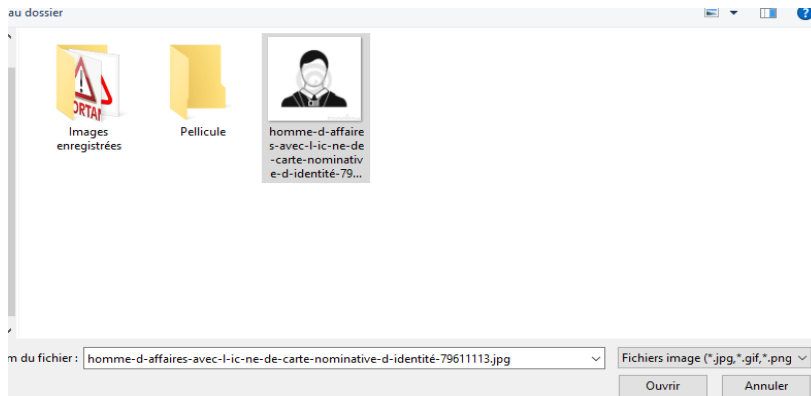 au dossier
ORTAN
Images
enregistrées
Pellicule
homme-d-affaire
s-avec-l-ic-ne-de
-carte-nominativ
e-d-identité-79...
m du fichier :
homme-d-affaires-avec-l-ic-ne-de-carte-nominative-d-identité-79611113.jpg
Fichiers image (*.jpg,*.gif,*.png
Ouvrir
Annuler